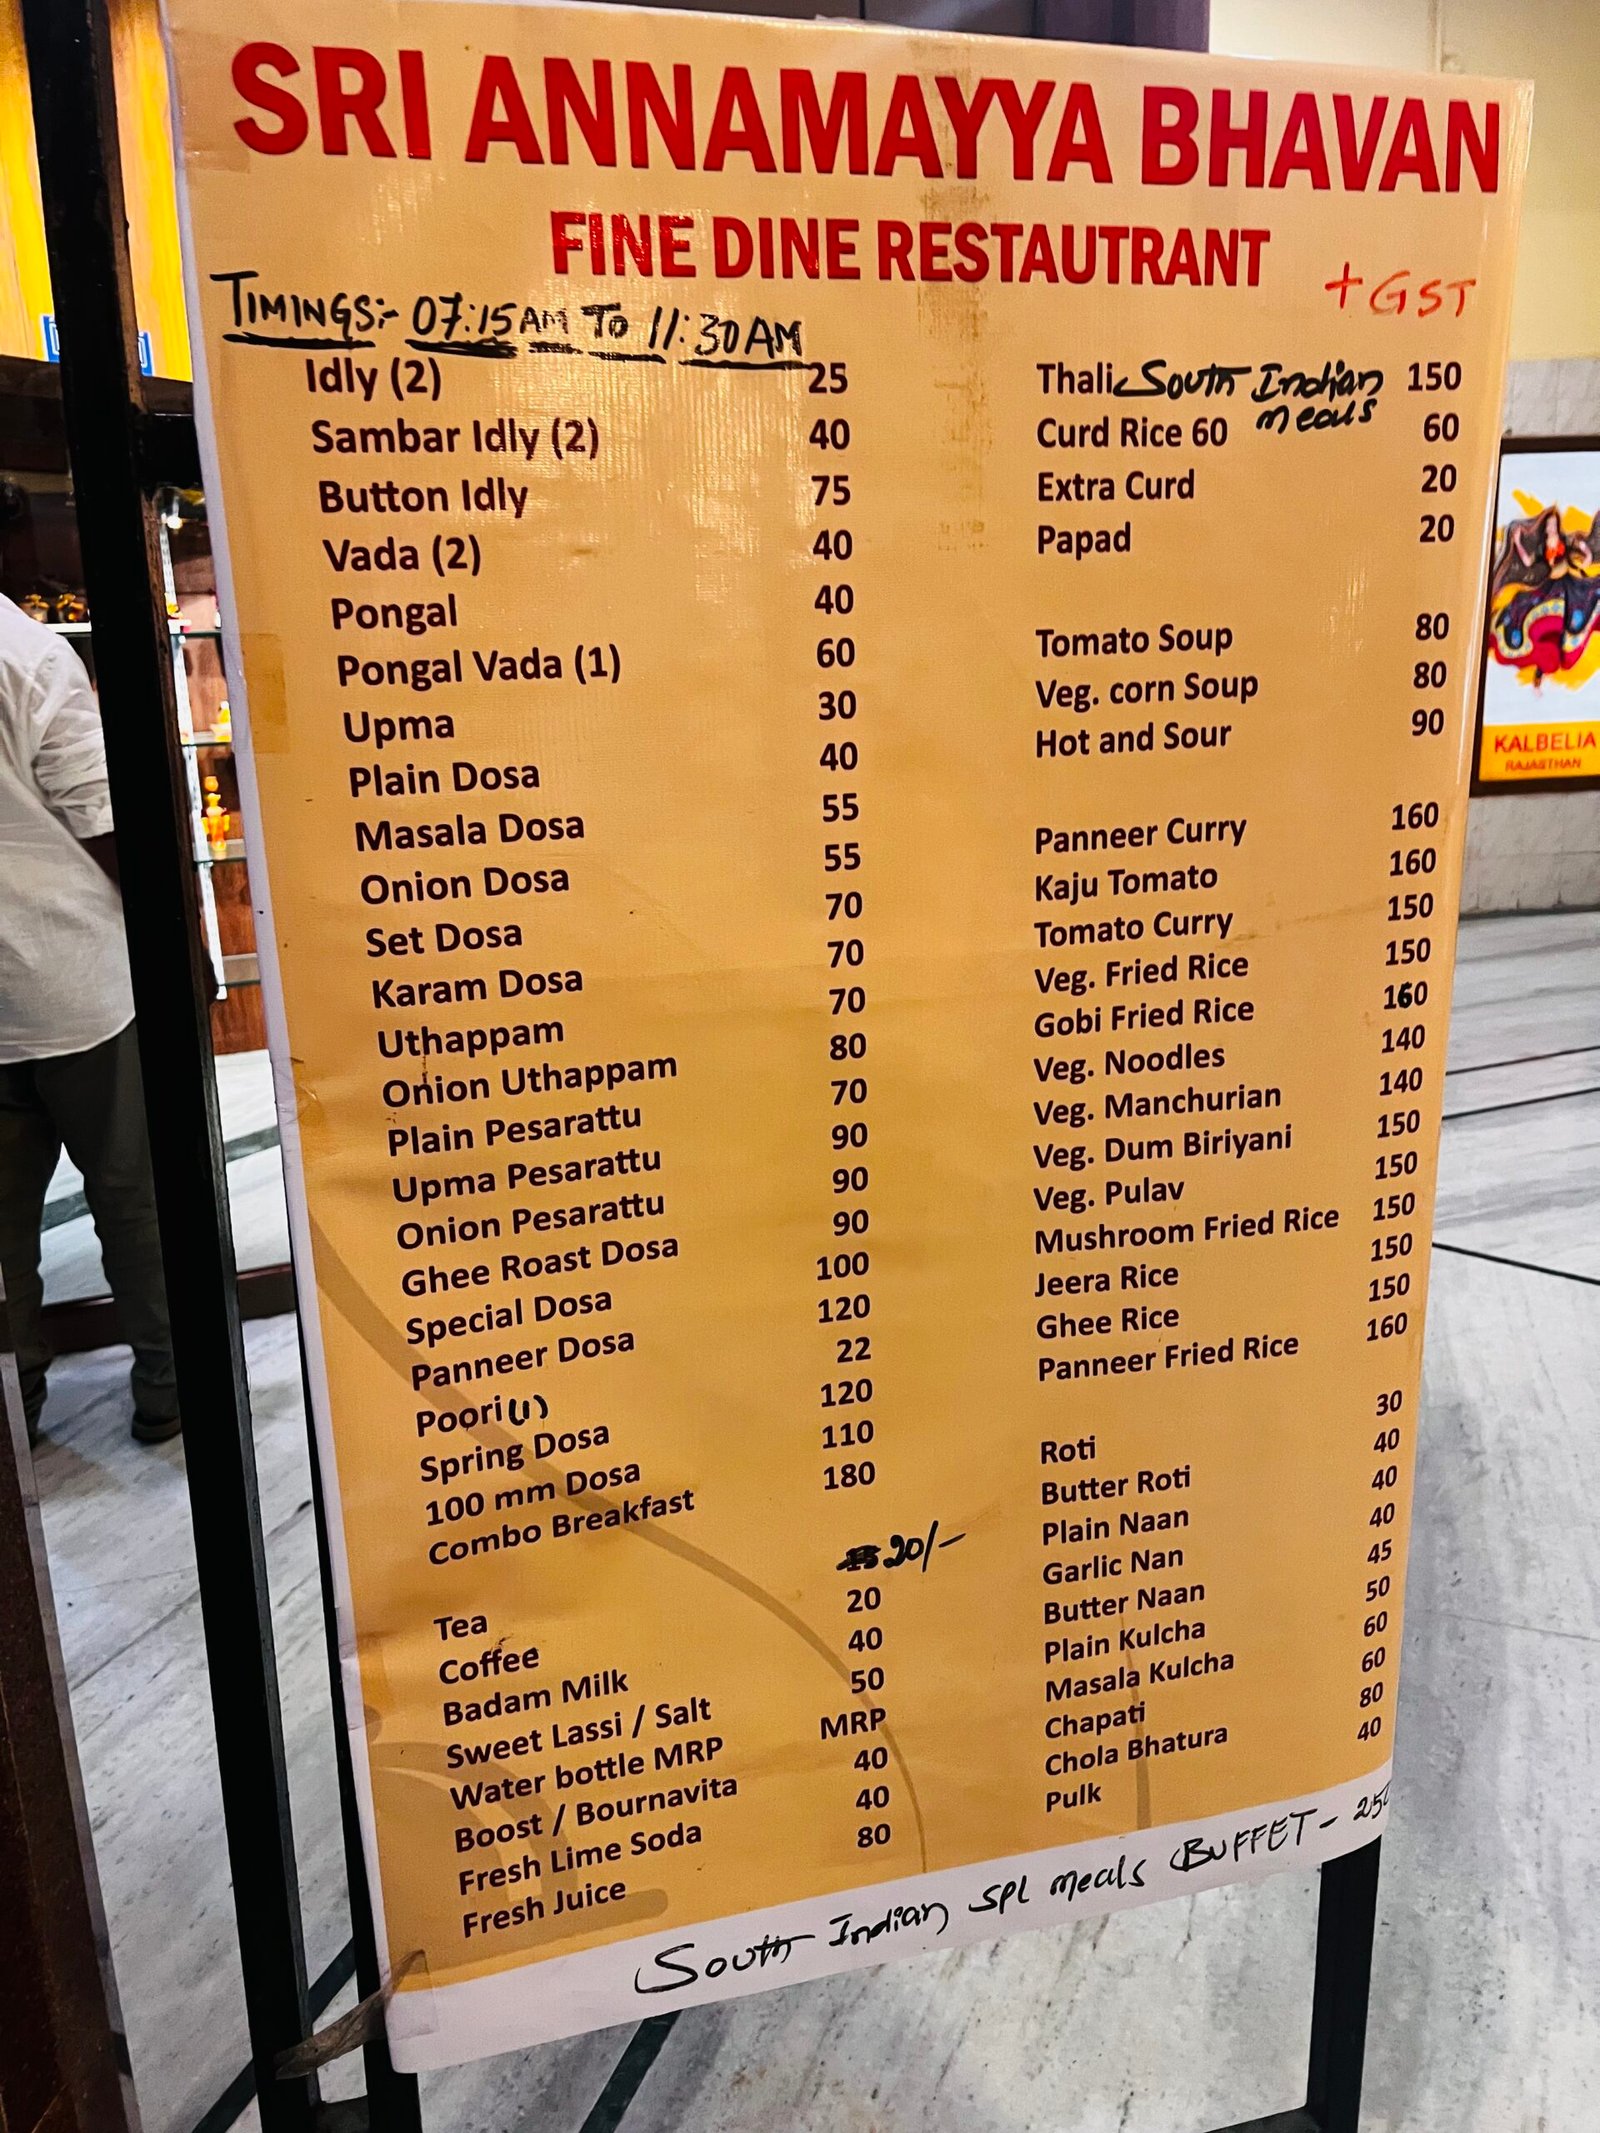 SRI ANNAMAYYA BHAVAN
FINE DINE RESTAUTRANT
+ GST
TIMINGS:- 07:15 AM TO 11:30 AM
Idly (2) 25
Sambar Idly (2) 40
Button Idly 75
Vada (2) 40
Pongal 40
Pongal Vada (1) 60
Upma 30
Plain Dosa 40
Masala Dosa 55
Onion Dosa 55
Set Dosa 70
Karam Dosa 70
Uthappam 70
Onion Uthappam 80
Plain Pesarattu 70
Upma Pesarattu 90
Onion Pesarattu 90
Ghee Roast Dosa 90
Special Dosa 100
Panneer Dosa 120
Poori (1) 22
Spring Dosa 120
100 mm Dosa 110
Combo Breakfast 180
Tea 20/-
Coffee 20
Badam Milk 40
Sweet Lassi / Salt 50
Water bottle MRP MRP
Boost / Bournavita 40
Fresh Lime Soda 40
Fresh Juice 80
Thali South Indian meals 150
Curd Rice 60 60
Extra Curd 20
Papad 20
Tomato Soup 80
Veg. corn Soup 80
Hot and Sour 90
Panneer Curry 160
Kaju Tomato 160
Tomato Curry 150
Veg. Fried Rice 150
Gobi Fried Rice 160
Veg. Noodles 140
Veg. Manchurian 140
Veg. Dum Biriyani 150
Veg. Pulav 150
Mushroom Fried Rice 150
Jeera Rice 150
Ghee Rice 150
Panneer Fried Rice 160
Roti 30
Butter Roti 40
Plain Naan 40
Garlic Nan 40
Butter Naan 45
Plain Kulcha 50
Masala Kulcha 60
Chapati 60
Chola Bhatura 80
Pulk 40
South Indian spl meals BUFFET - 250
KALBELIA
RAJASTHAN